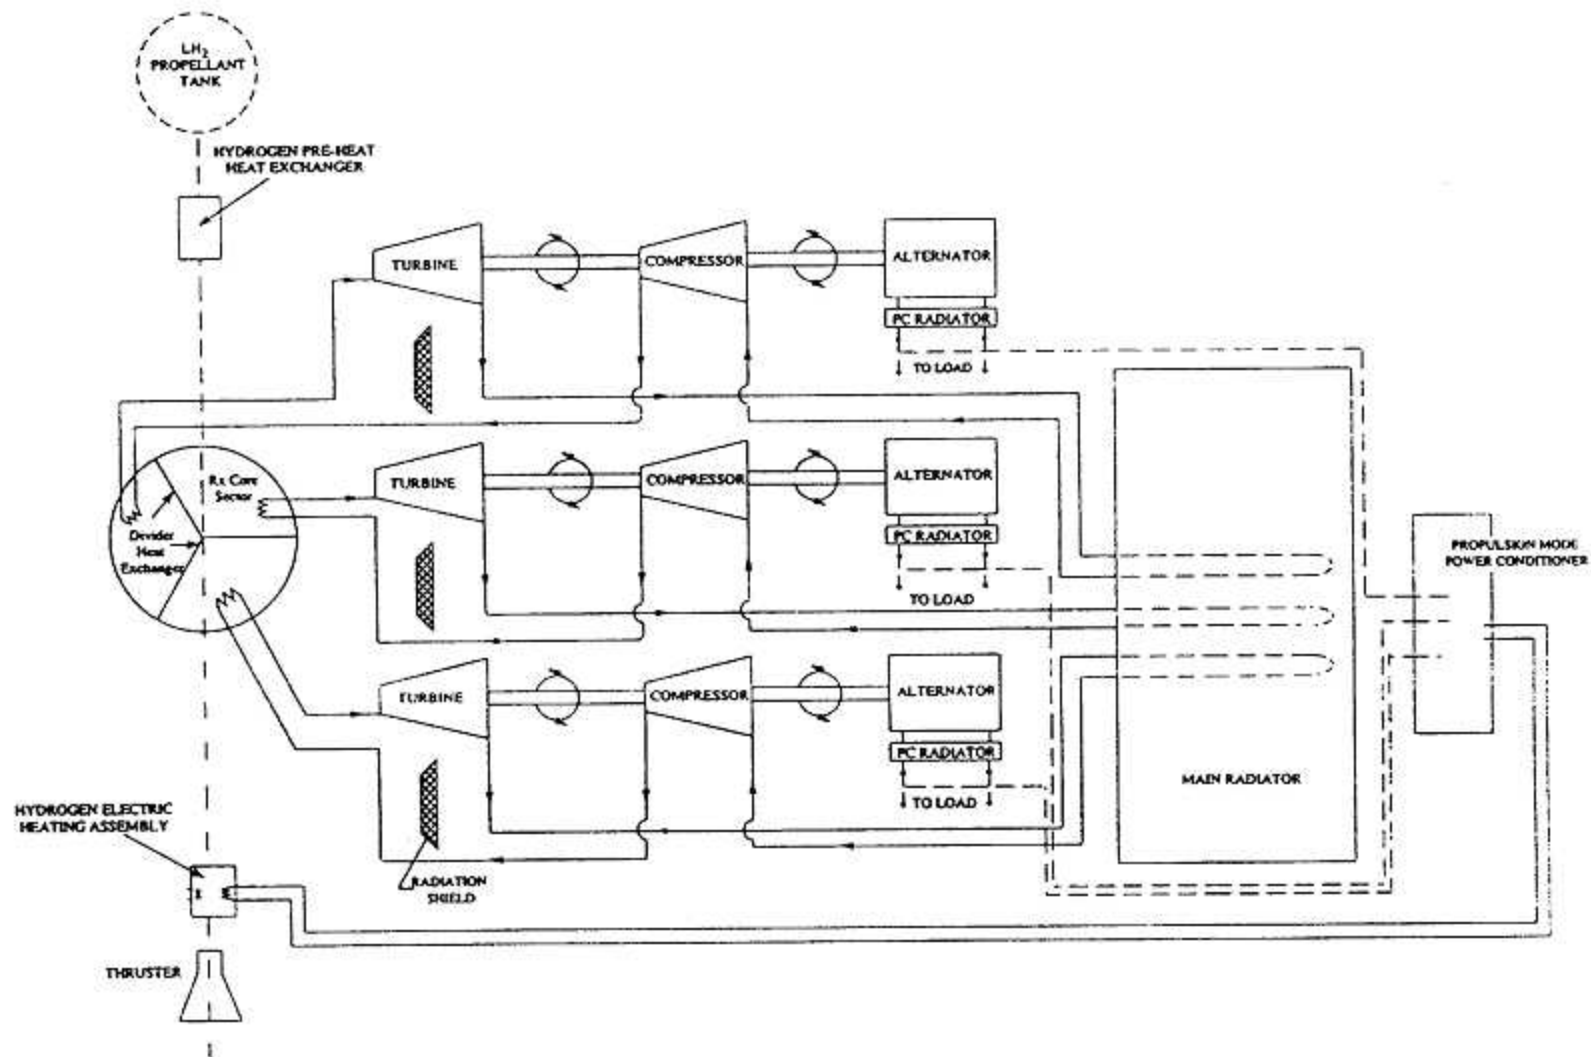 LH2
PROPELLANT
TANK
HYDROGEN PRE-HEAT
HEAT EXCHANGER
TURBINE
COMPRESSOR
ALTERNATOR
PC RADIATOR
TO LOAD
Rx Core
Sector
Devider
Heat
Exchanger
TURBINE
COMPRESSOR
ALTERNATOR
PC RADIATOR
TO LOAD
PROPULSION MODE
POWER CONDITIONER
TURBINE
COMPRESSOR
ALTERNATOR
PC RADIATOR
TO LOAD
MAIN RADIATOR
HYDROGEN ELECTRIC
HEATING ASSEMBLY
RADIATION
SHIELD
THRUSTER